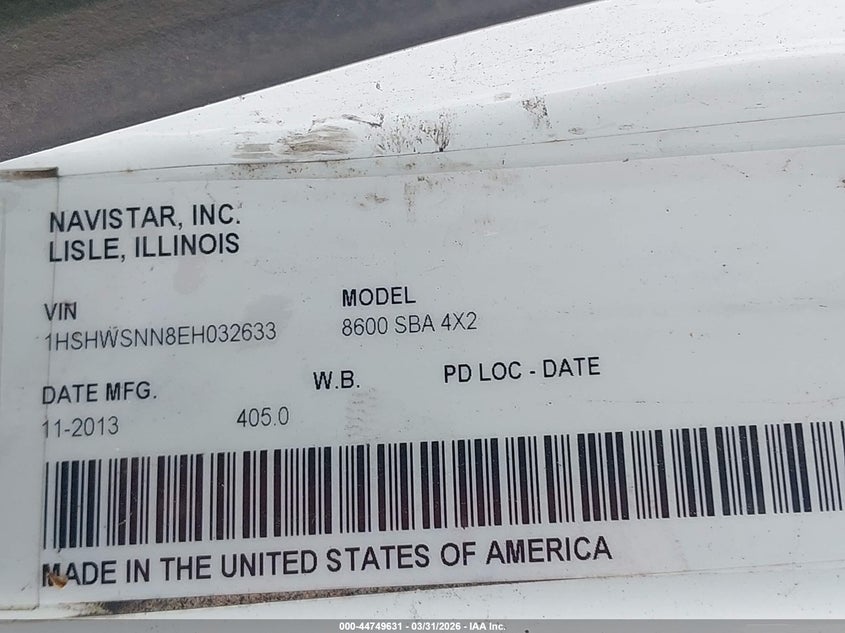 NAVISTAR, INC.
LISLE, ILLINOIS
VIN
1HSHWSNN8EH032633
MODEL
8600 SBA 4X2
DATE MFG.
11-2013
W.B.
405.0
PD LOC - DATE
MADE IN THE UNITED STATES OF AMERICA
000-44749631 - 03/31/2026 - IAA Inc.